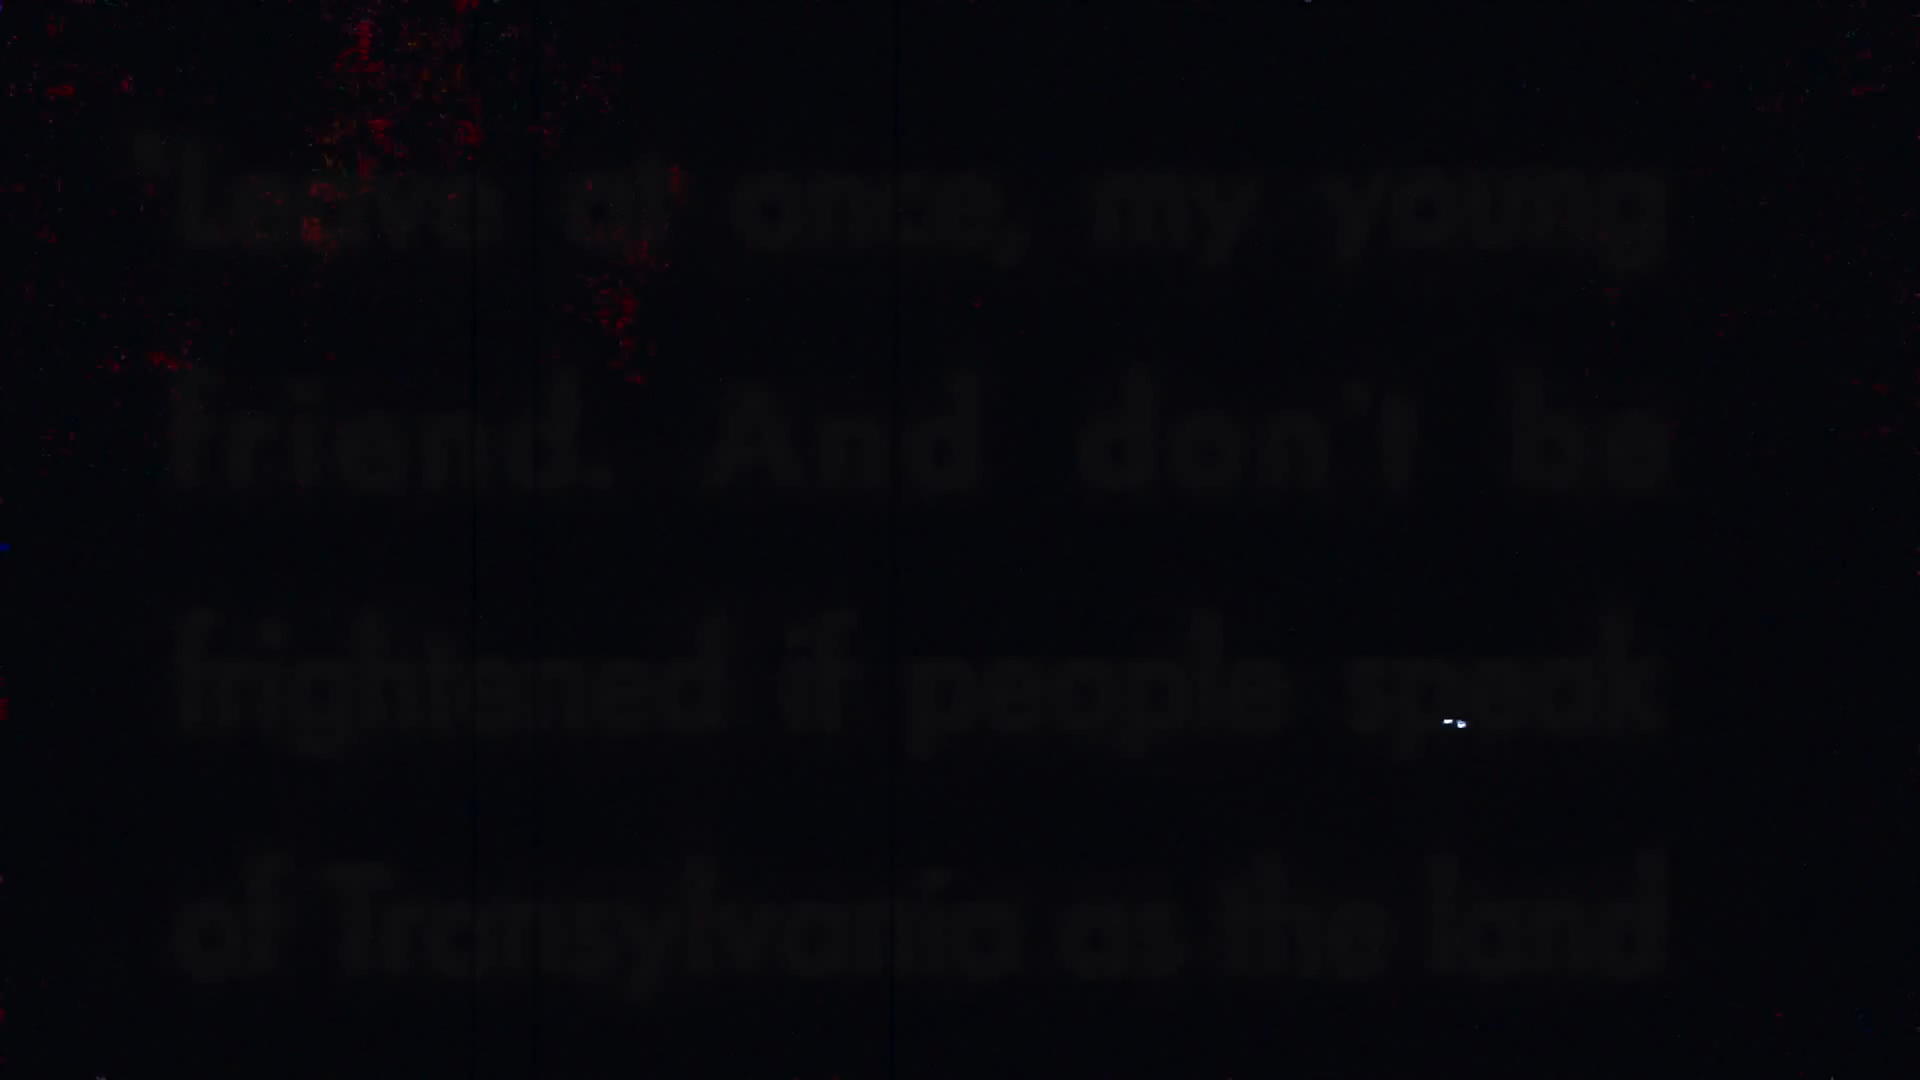 "Leave at once, my young
friend. And don't be
frightened if people speak
of Transylvania as the land